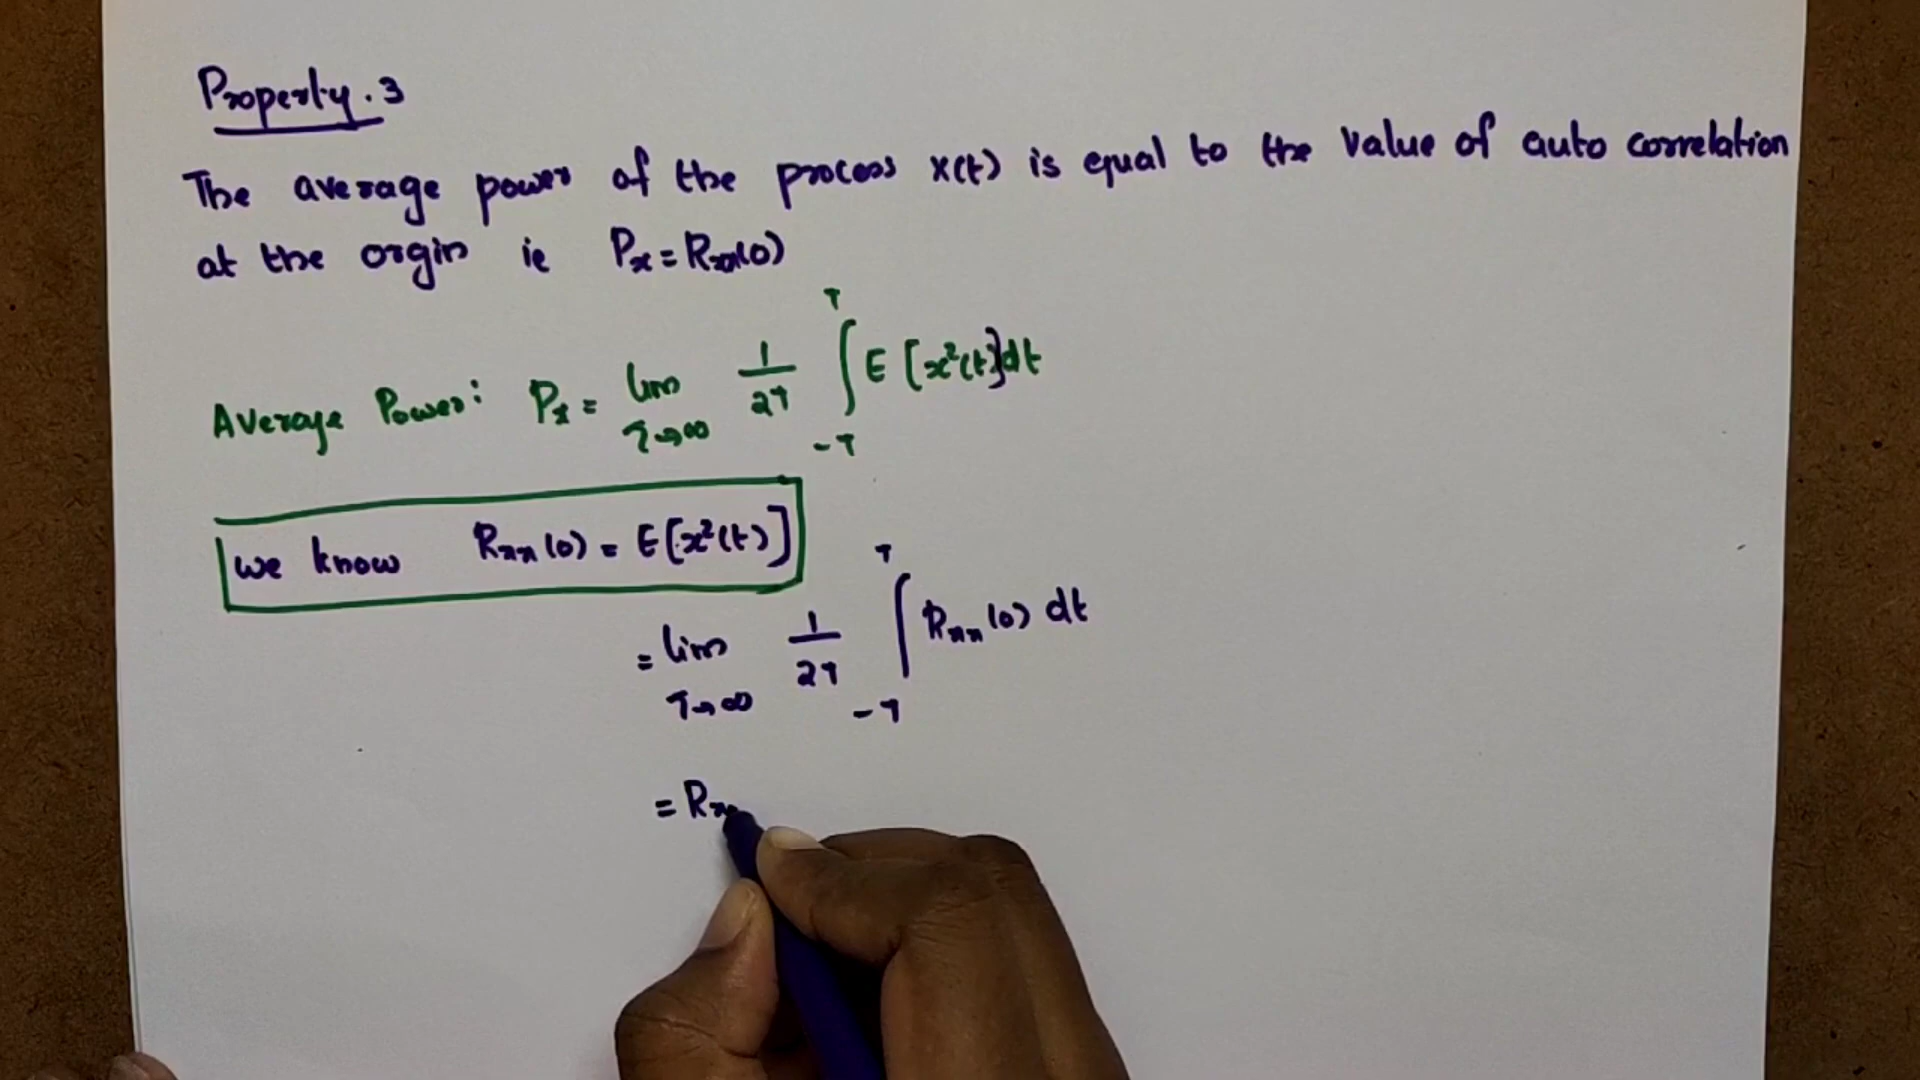 Property.3
The average power of the process X(t) is equal to the value of auto correlation
at the orgin ie Px = Rxx(0)
Average Power: Px = lim T→∞ 1/2T ∫_{-T}^{T} E[x²(t)]dt
we know Rxx(0) = E[x²(t)]
= lim T→∞ 1/2T ∫_{-T}^{T} Rxx(0) dt
= Rx